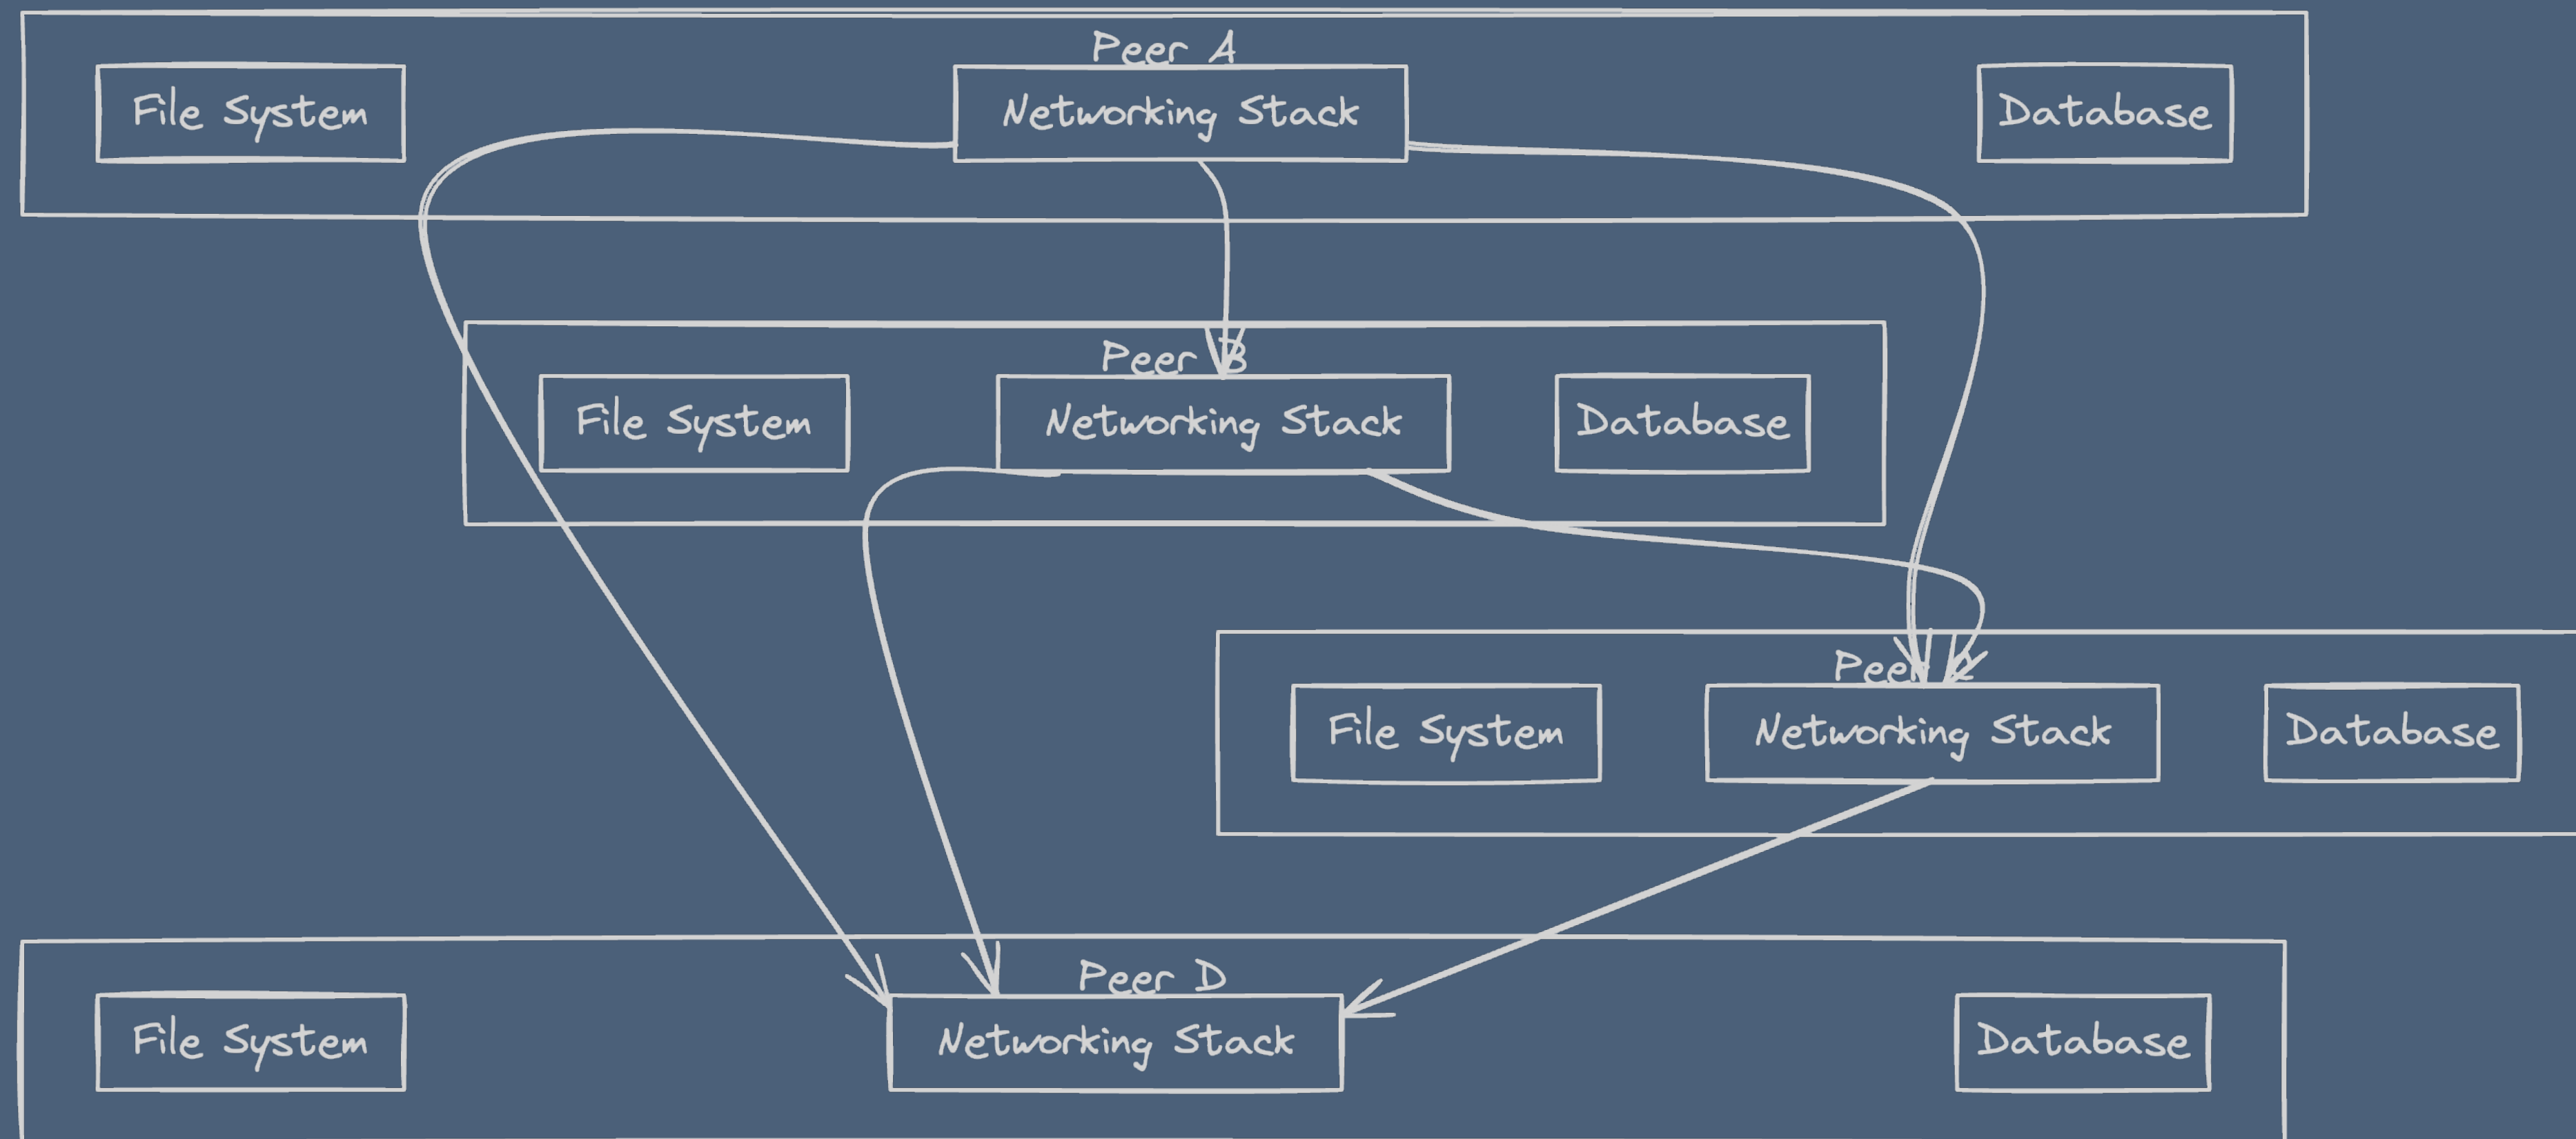 Peer A
File System
Networking Stack
Database
Peer B
File System
Networking Stack
Database
Peer
File System
Networking Stack
Database
Peer D
File System
Networking Stack
Database